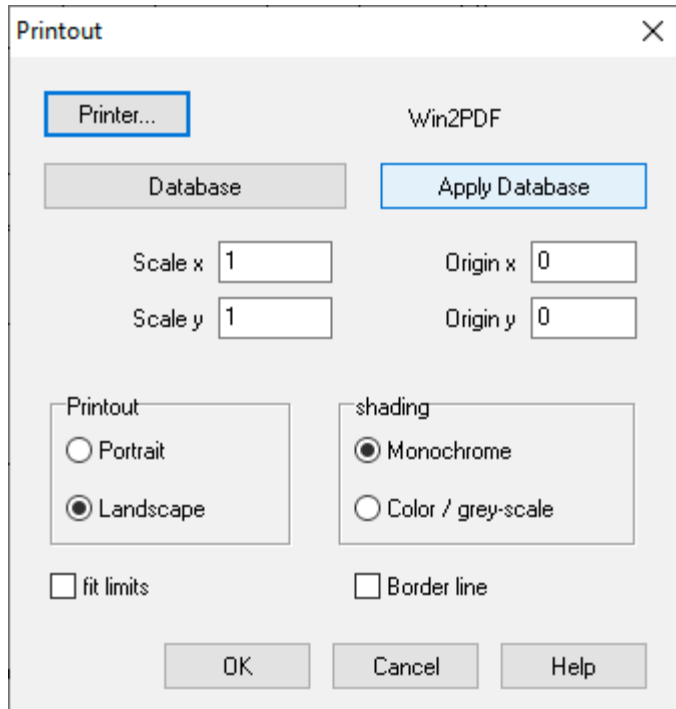 Printout
Printer... Win2PDF
Database Apply Database
Scale x 1 Origin x 0
Scale y 1 Origin y 0
Printout shading
Portrait Monochrome
Landscape Color / grey-scale
fit limits Border line
OK Cancel Help